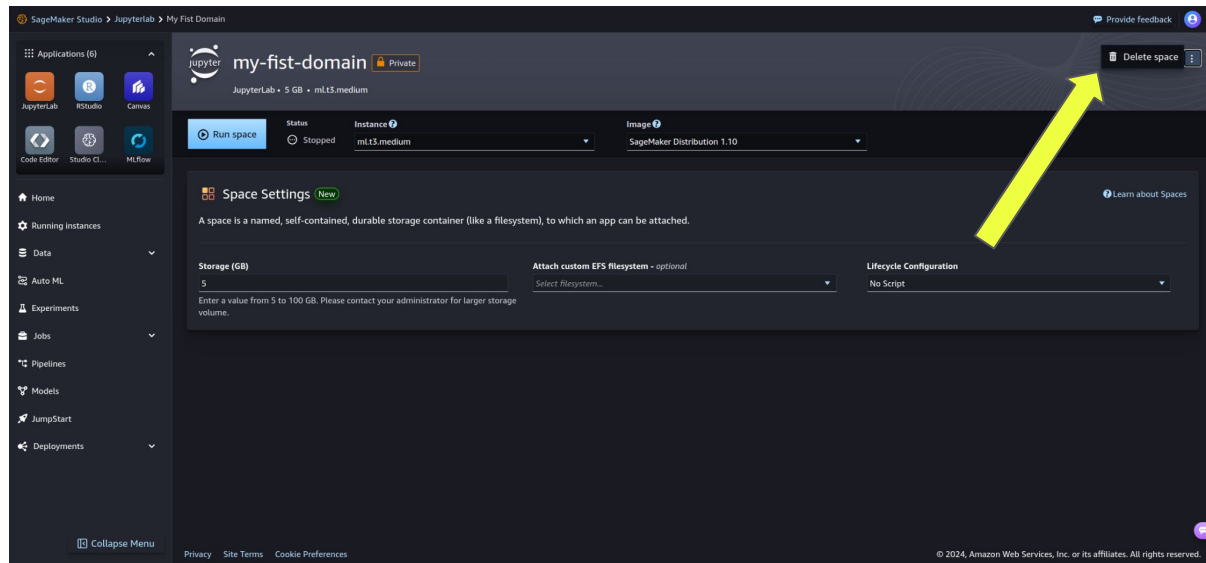 SageMaker Studio > Jupyterlab > My Fist Domain
Provide feedback
Applications (6)
JupyterLab RStudio Canvas
Code Editor Studio Cl... MLflow
Home
Running instances
Data
Auto ML
Experiments
Jobs
Pipelines
Models
JumpStart
Deployments
Collapse Menu
jupyter
my-fist-domain Private
JupyterLab • 5 GB • ml.t3.medium
Delete space
Run space
Status
Stopped
Instance
ml.t3.medium
Image
SageMaker Distribution 1.10
Space Settings New
Learn about Spaces
A space is a named, self-contained, durable storage container (like a filesystem), to which an app can be attached.
Storage (GB)
5
Enter a value from 5 to 100 GB. Please contact your administrator for larger storage
volume.
Attach custom EFS filesystem - optional
Select filesystem...
Lifecycle Configuration
No Script
Privacy Site Terms Cookie Preferences
© 2024, Amazon Web Services, Inc. or its affiliates. All rights reserved.